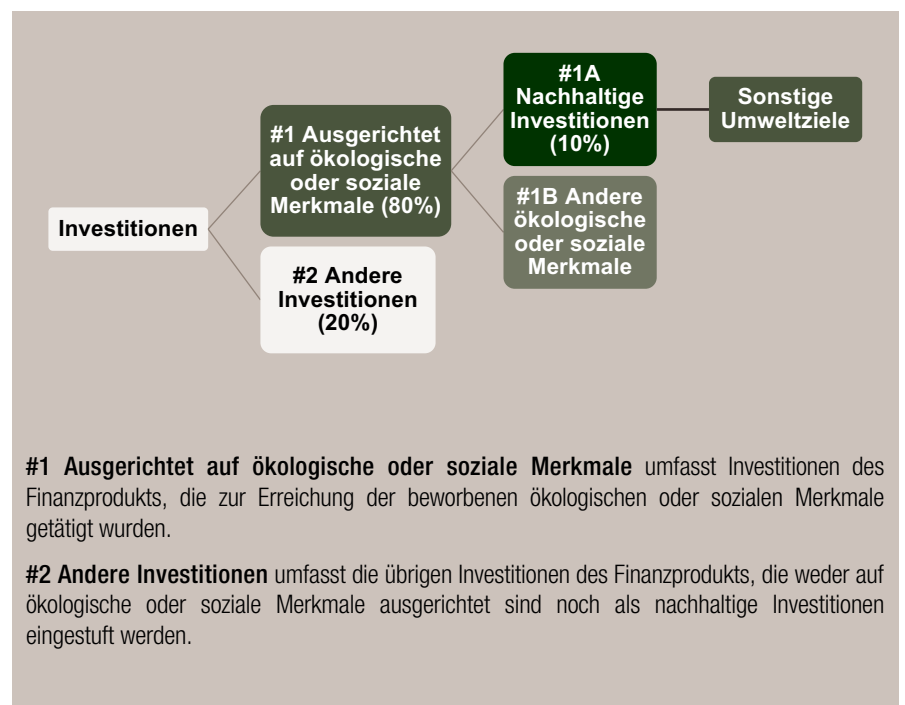 #1A
Nachhaltige
Investitionen
(10%)
Sonstige
Umweltziele
#1 Ausgerichtet
auf ökologische
oder soziale
Merkmale (80%)
#1B Andere
ökologische
oder soziale
Merkmale
Investitionen
#2 Andere
Investitionen
(20%)
#1 Ausgerichtet auf ökologische oder soziale Merkmale umfasst Investitionen des
Finanzprodukts, die zur Erreichung der beworbenen ökologischen oder sozialen Merkmale
getätigt wurden.
#2 Andere Investitionen umfasst die übrigen Investitionen des Finanzprodukts, die weder auf
ökologische oder soziale Merkmale ausgerichtet sind noch als nachhaltige Investitionen
eingestuft werden.